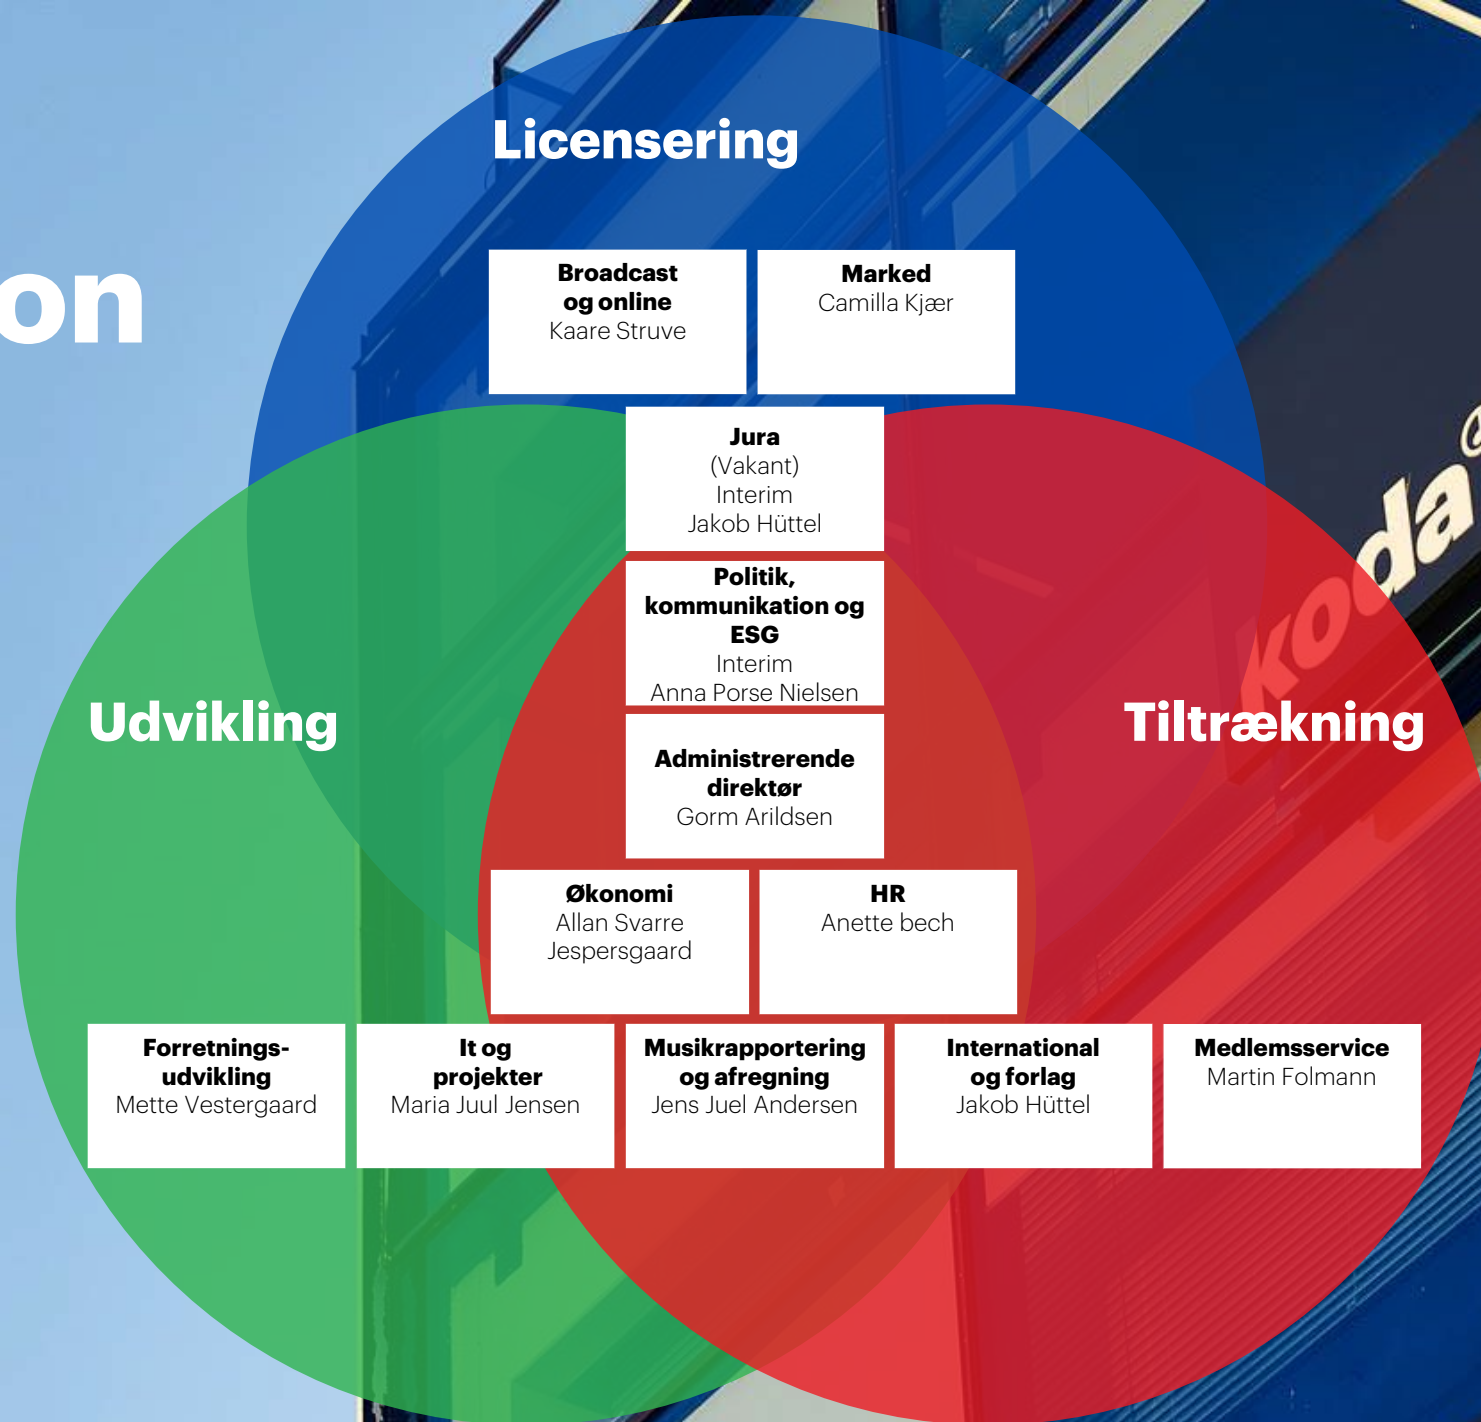 Licensering
on
Broadcast
og online
Kaare Struve
Marked
Camilla Kjær
Jura
(Vakant)
Interim
Jakob Hüttel
koda
Politik,
kommunikation og
ESG
Interim
Anna Porse Nielsen
Udvikling
Tiltrækning
Administrerende
direktør
Gorm Arildsen
Økonomi
Allan Svarre
Jespersgaard
HR
Anette bech
Forretnings-
udvikling
Mette Vestergaard
It og
projekter
Maria Juul Jensen
Musikrapportering
og afregning
Jens Juel Andersen
International
og forlag
Jakob Hüttel
Medlemsservice
Martin Folmann